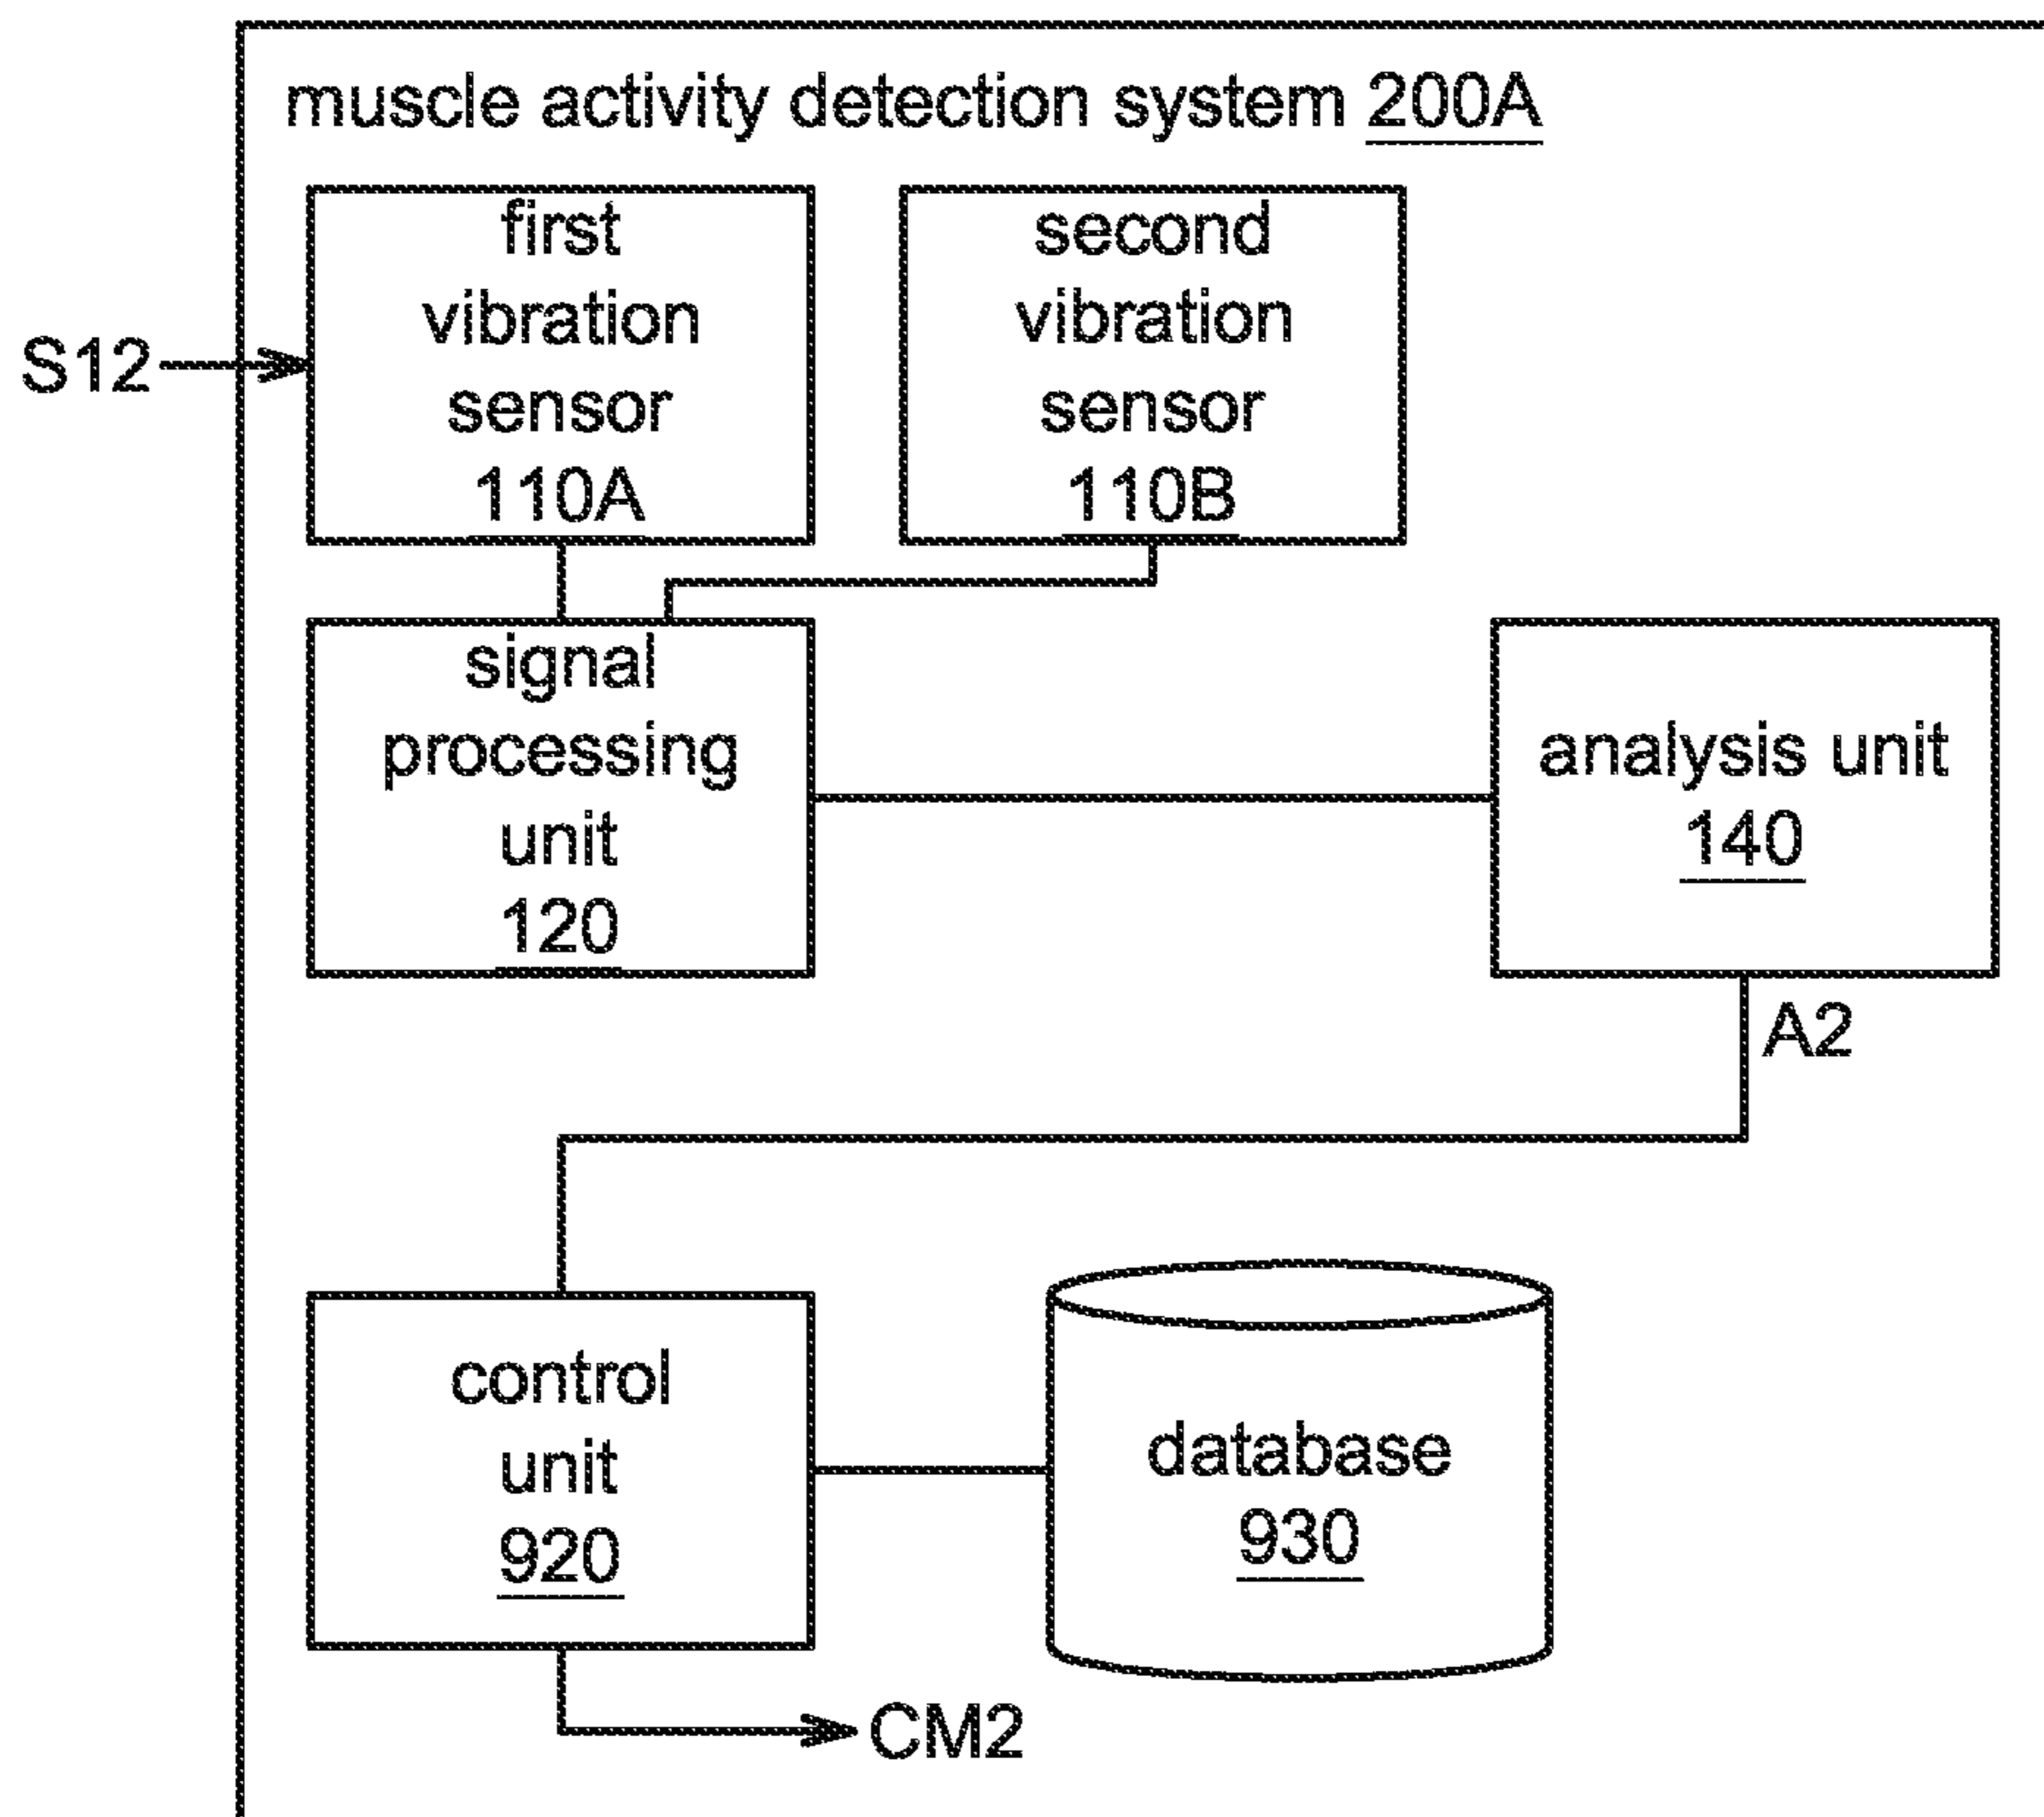 muscle activity detection system 200A
first
vibration
sensor
110A
second
vibration
sensor
110B
S12
signal
processing
unit
120
analysis unit
140
A2
control
unit
920
database
930
CM2